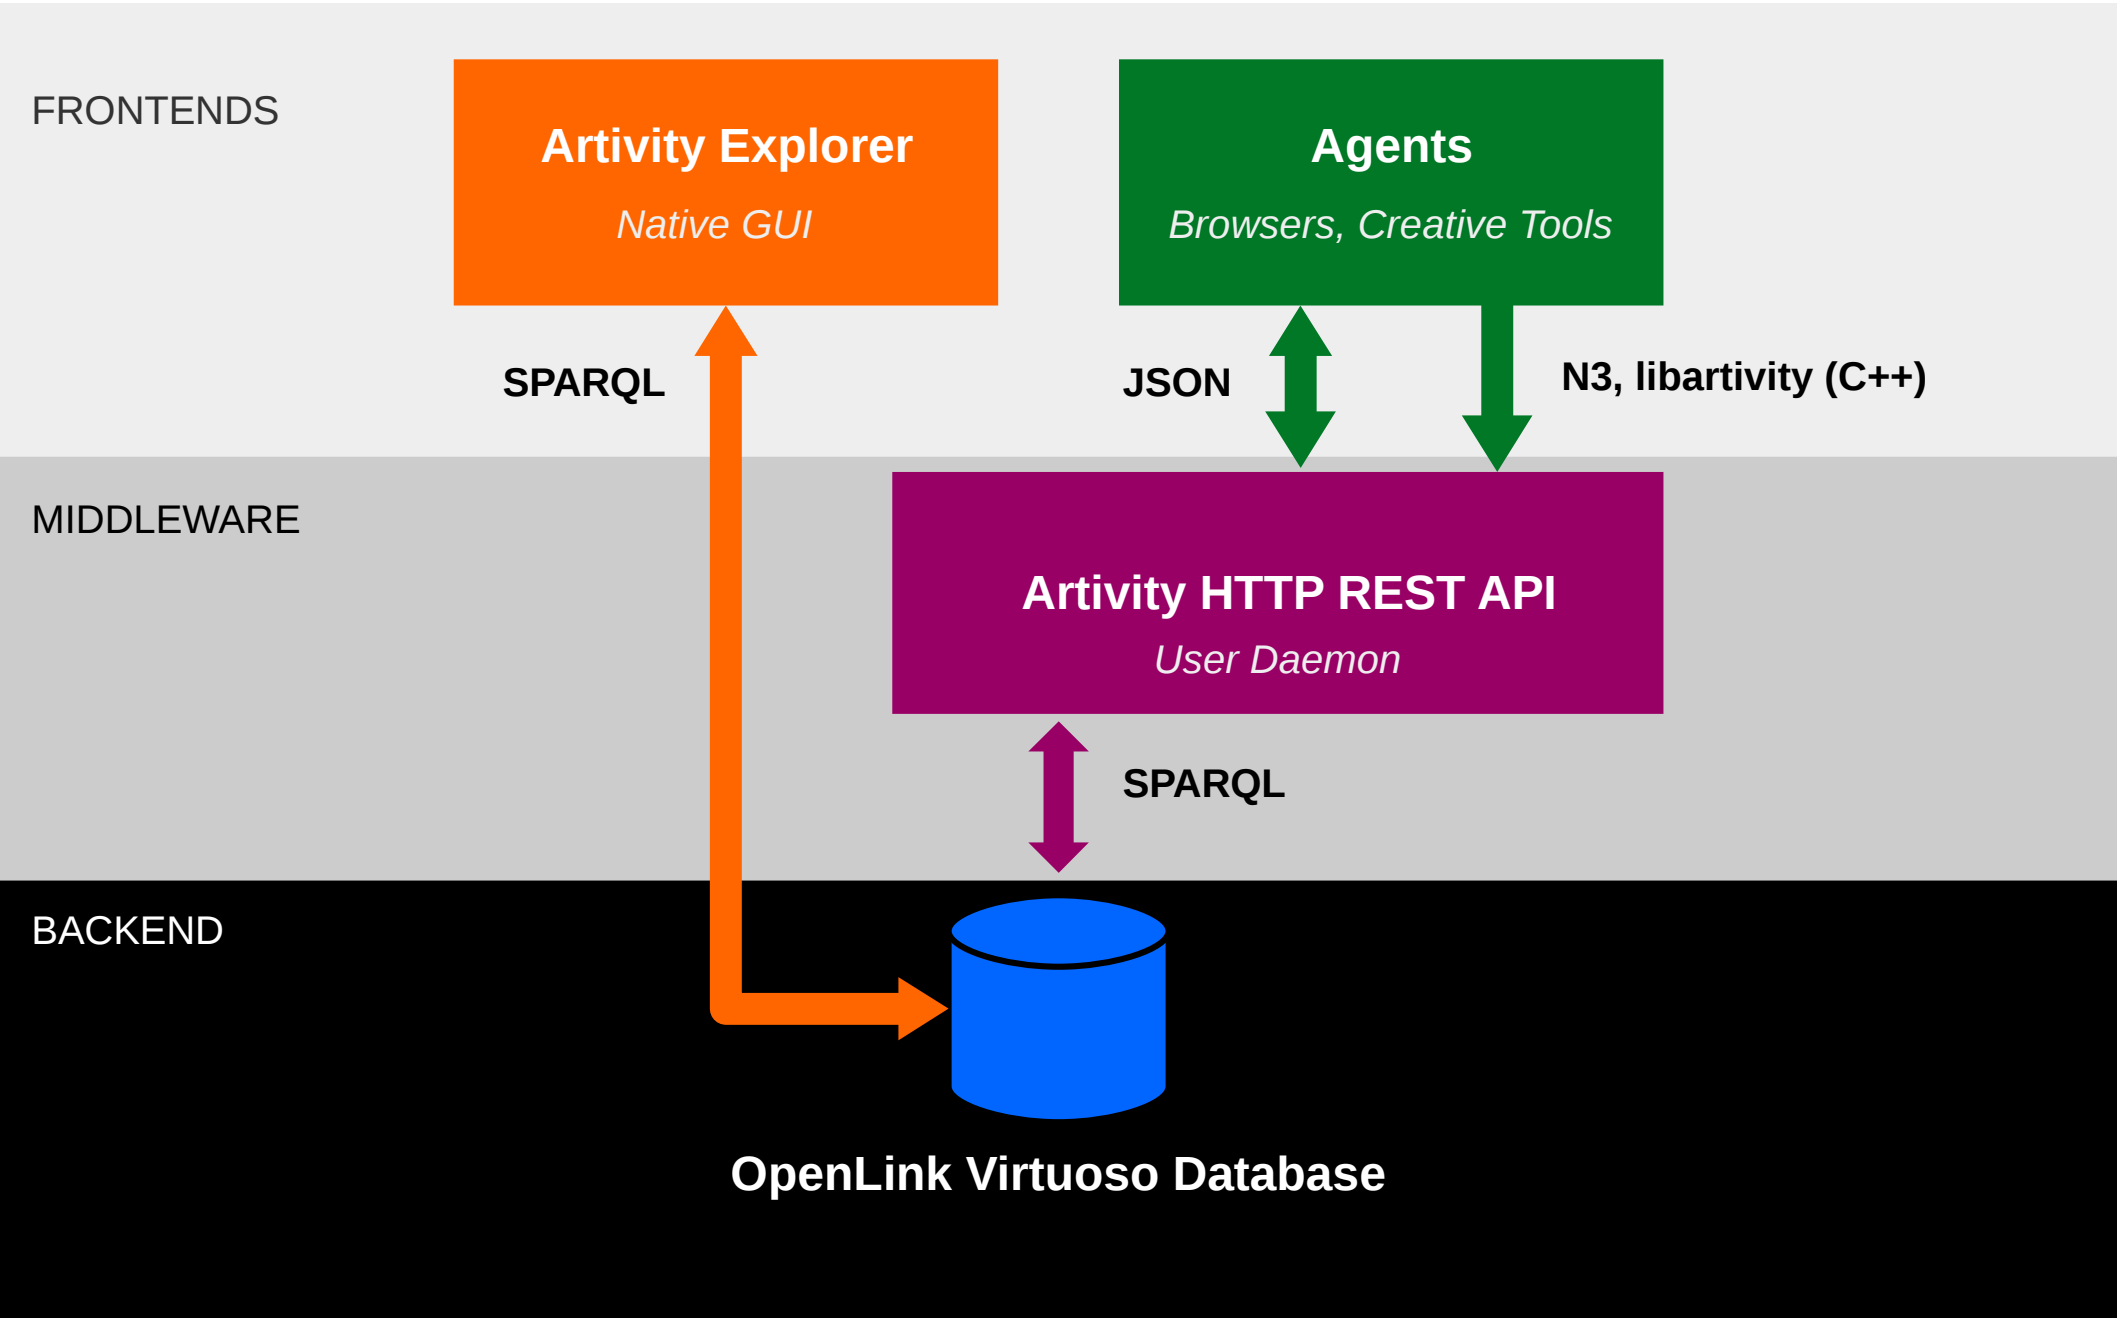 FRONTENDS
Artivity Explorer
Native GUI
Agents
Browsers, Creative Tools
SPARQL
JSON
N3, libartivity (C++)
MIDDLEWARE
Artivity HTTP REST API
User Daemon
SPARQL
BACKEND
OpenLink Virtuoso Database